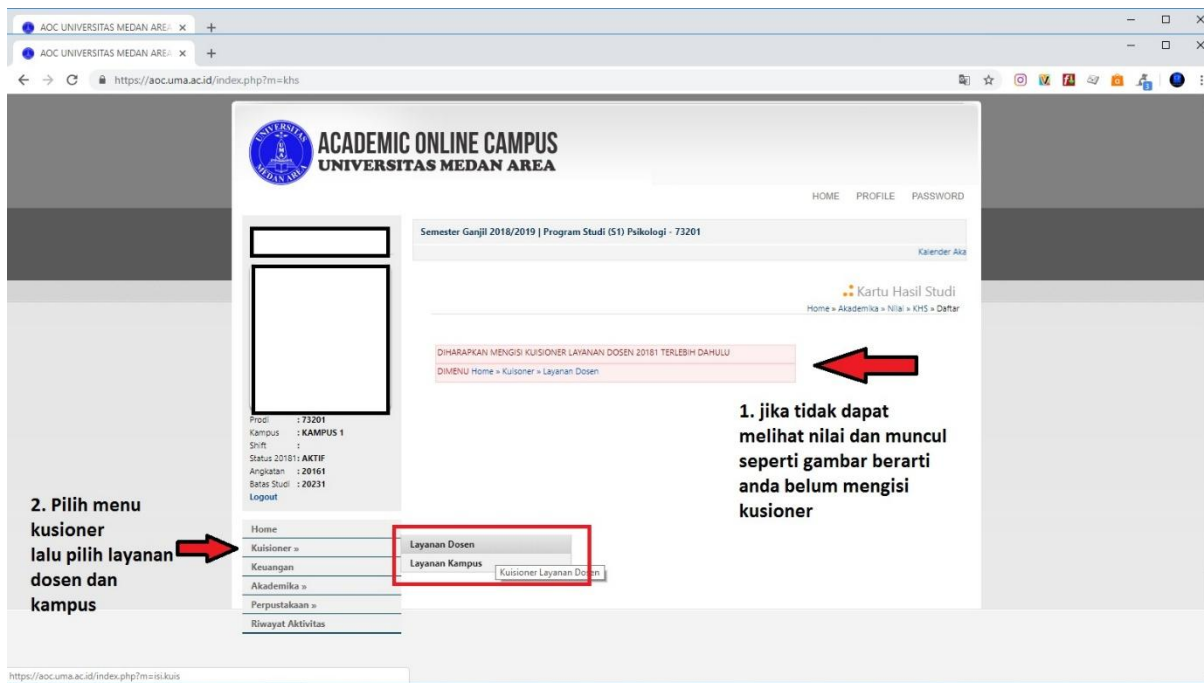 AOC UNIVERSITAS MEDAN AREA
AOC UNIVERSITAS MEDAN AREA
https://aoc.uma.ac.id/index.php?m=khs
UNIVERSITAS
MEDAN AREA
ACADEMIC ONLINE CAMPUS
UNIVERSITAS MEDAN AREA
HOME PROFILE PASSWORD
Semester Ganjil 2018/2019 | Program Studi (S1) Psikologi - 73201
Kalender Aka
Kartu Hasil Studi
Home » Akademika » Nilai » KHS » Daftar
DIHARAPKAN MENGISI KUISIONER LAYANAN DOSEN 20181 TERLEBIH DAHULU
DIMENU Home » Kuisoner » Layanan Dosen
1. jika tidak dapat
melihat nilai dan muncul
seperti gambar berarti
anda belum mengisi
kusioner
Prodi : 73201
Kampus : KAMPUS 1
Shift :
Status 20181: AKTIF
Angkatan : 20161
Batas Studi : 20231
Logout
2. Pilih menu
kusioner
lalu pilih layanan
dosen dan
kampus
Home
Kuisioner »
Keuangan
Akademika »
Perpustakaan »
Riwayat Aktivitas
Layanan Dosen
Layanan Kampus
Kuisioner Layanan Dosen
https://aoc.uma.ac.id/index.php?m=isi.kuis